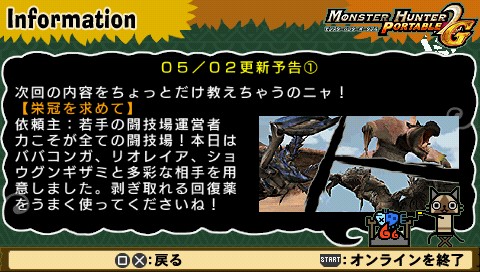 Information
MONSTER HUNTER
PORTABLE 2nd
G
05/02更新予告①
次回の内容をちょっとだけ教えちゃうのニャ!
【栄冠を求めて】
依頼主:若手の闘技場運営者
力こそが全ての闘技場!本日は
ババコンガ、リオレイア、ショ
ウグンギザミと多彩な相手を用
意しました。剥ぎ取れる回復薬
をうまく使ってくださいね!
□×:戻る
START:オンラインを終了